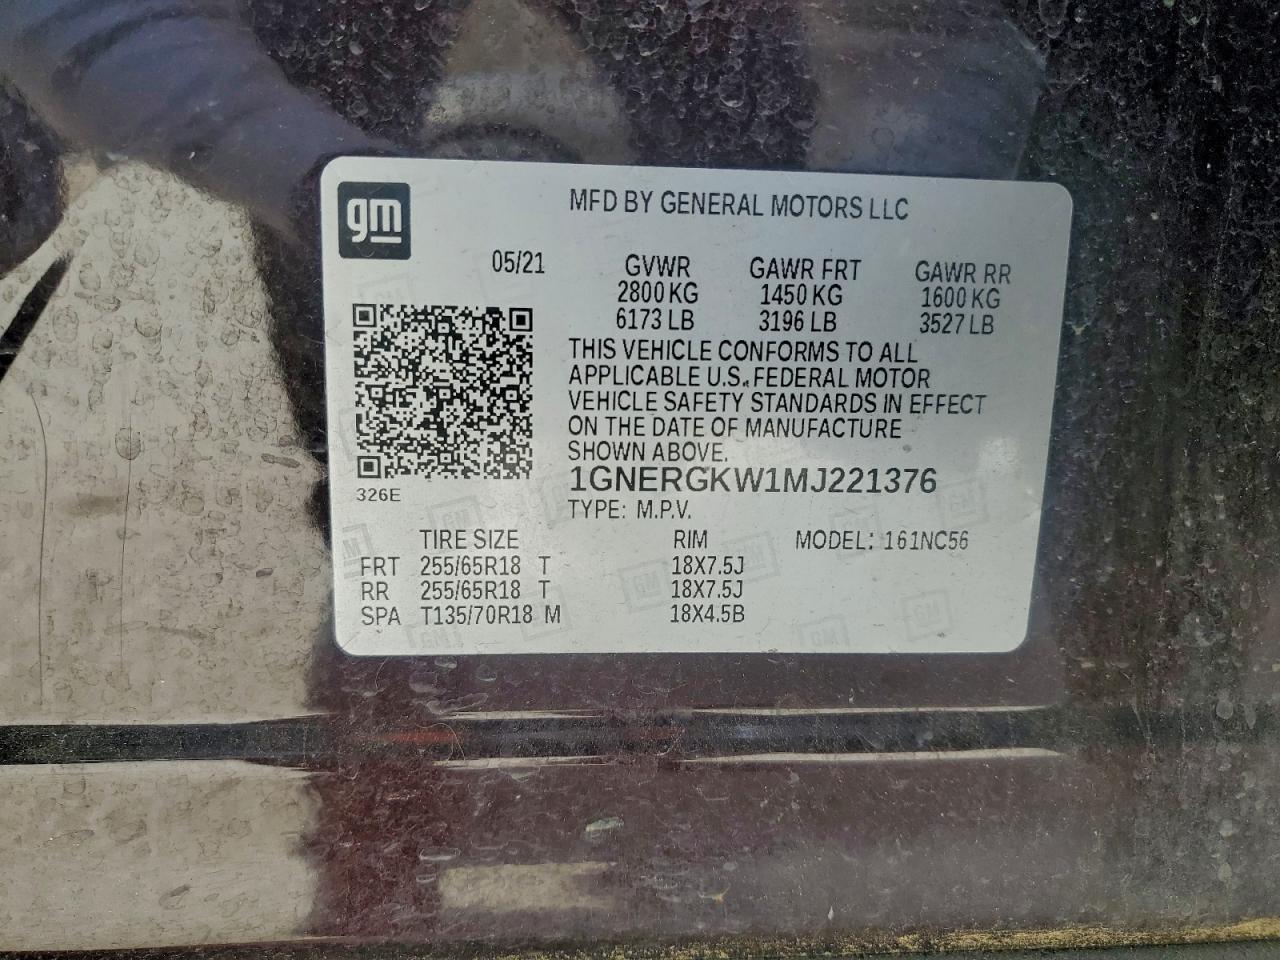 gm
MFD BY GENERAL MOTORS LLC
05/21 GVWR GAWR FRT GAWR RR
2800 KG 1450 KG 1600 KG
6173 LB 3196 LB 3527 LB
THIS VEHICLE CONFORMS TO ALL
APPLICABLE U.S. FEDERAL MOTOR
VEHICLE SAFETY STANDARDS IN EFFECT
ON THE DATE OF MANUFACTURE
SHOWN ABOVE.
1GNERGKW1MJ221376
326E
TYPE: M.P.V.
TIRE SIZE RIM MODEL: 161NC56
FRT 255/65R18 T 18X7.5J
RR 255/65R18 T 18X7.5J
SPA T135/70R18 M 18X4.5B